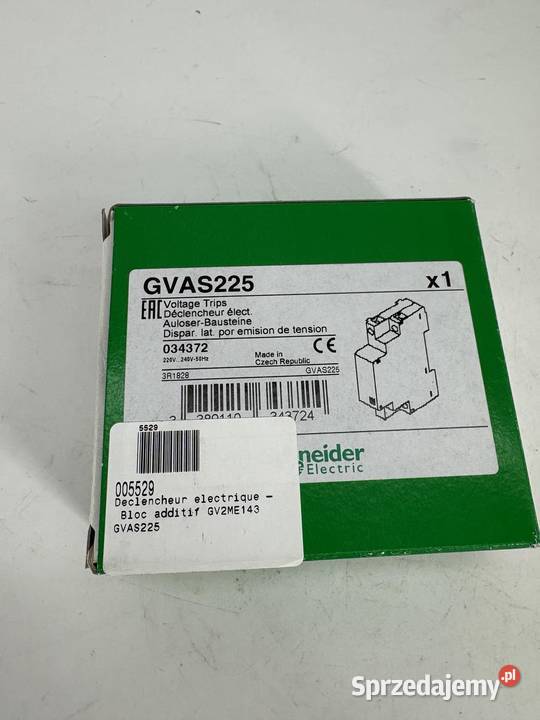 GVAS225 x1
EAC Voltage Trips
Déclencheur élect.
Auloser-Bausteine
Dispar. lat. por emision de tension
034372
220V...240V-50Hz
Made in
Czech Republic
CE
3R1828 GVAS225
389110 343724
neider
Electric
5529
005529
Declencheur electrique –
Bloc additif GV2ME143
GVAS225
Sprzedajemy.pl